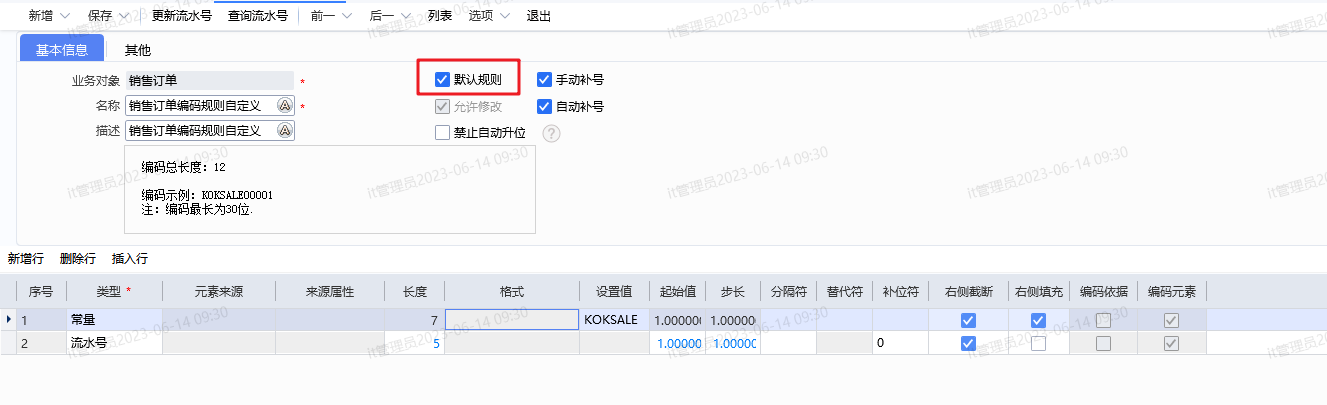 新增 保存 更新流水号 查询流水号 前一 后一 列表 选项 退出
基本信息 其他
业务对象 销售订单 * 默认规则 手动补号
名称 销售订单编码规则自定义 A * 允许修改 自动补号
描述 销售订单编码规则自定义 A 禁止自动升位 ?
编码总长度：12
编码示例：KOKSALE00001
注：编码最长为30位.
新增行 删除行 插入行
序号 类型 * 元素来源 来源属性 长度 格式 设置值 起始值 步长 分隔符 替代符 补位符 右侧截断 右侧填充 编码依据 编码元素
1 常量 7 KOKSALE 1.00000 1.00000
2 流水号 5 1.00000 1.00000 0
it管理员2023-06-14 09:30